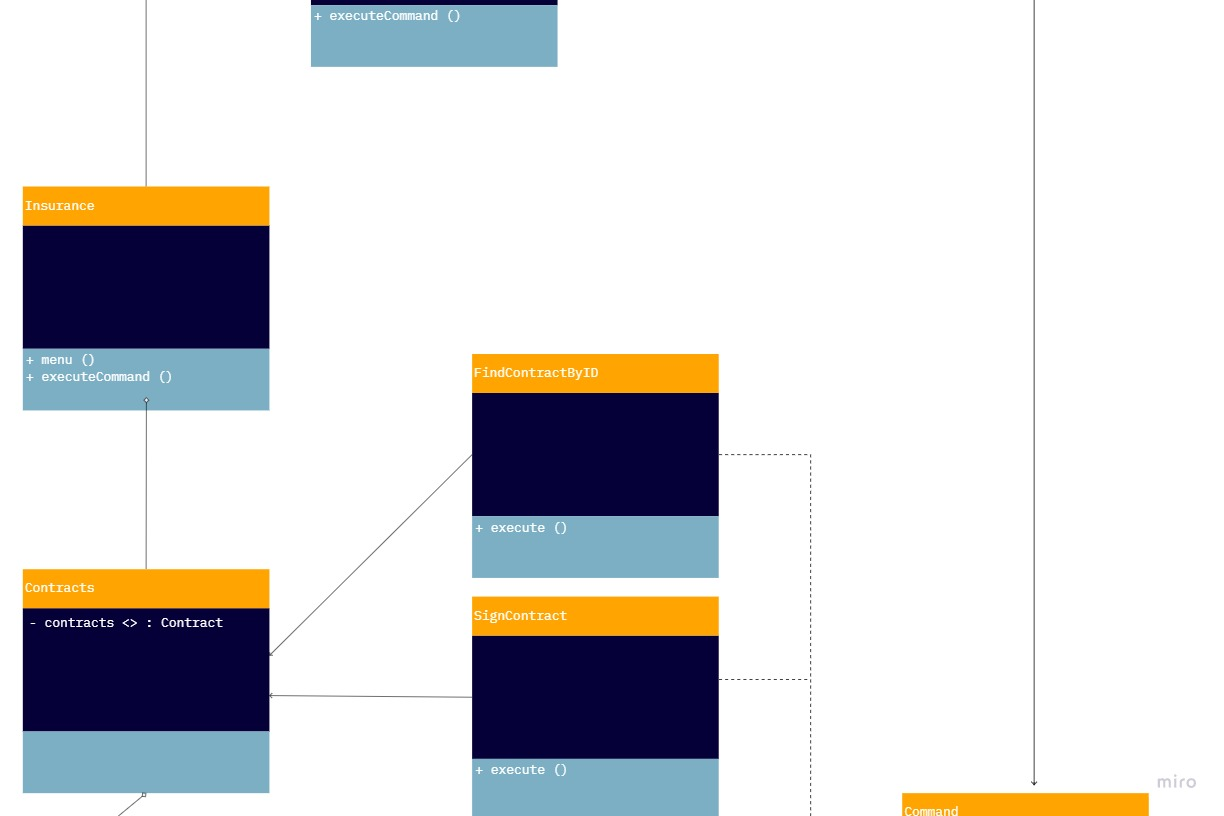 + executeCommand ()
Insurance
+ menu ()
+ executeCommand ()
FindContractByID
+ execute ()
Contracts
- contracts <> : Contract
SignContract
+ execute ()
miro
Command